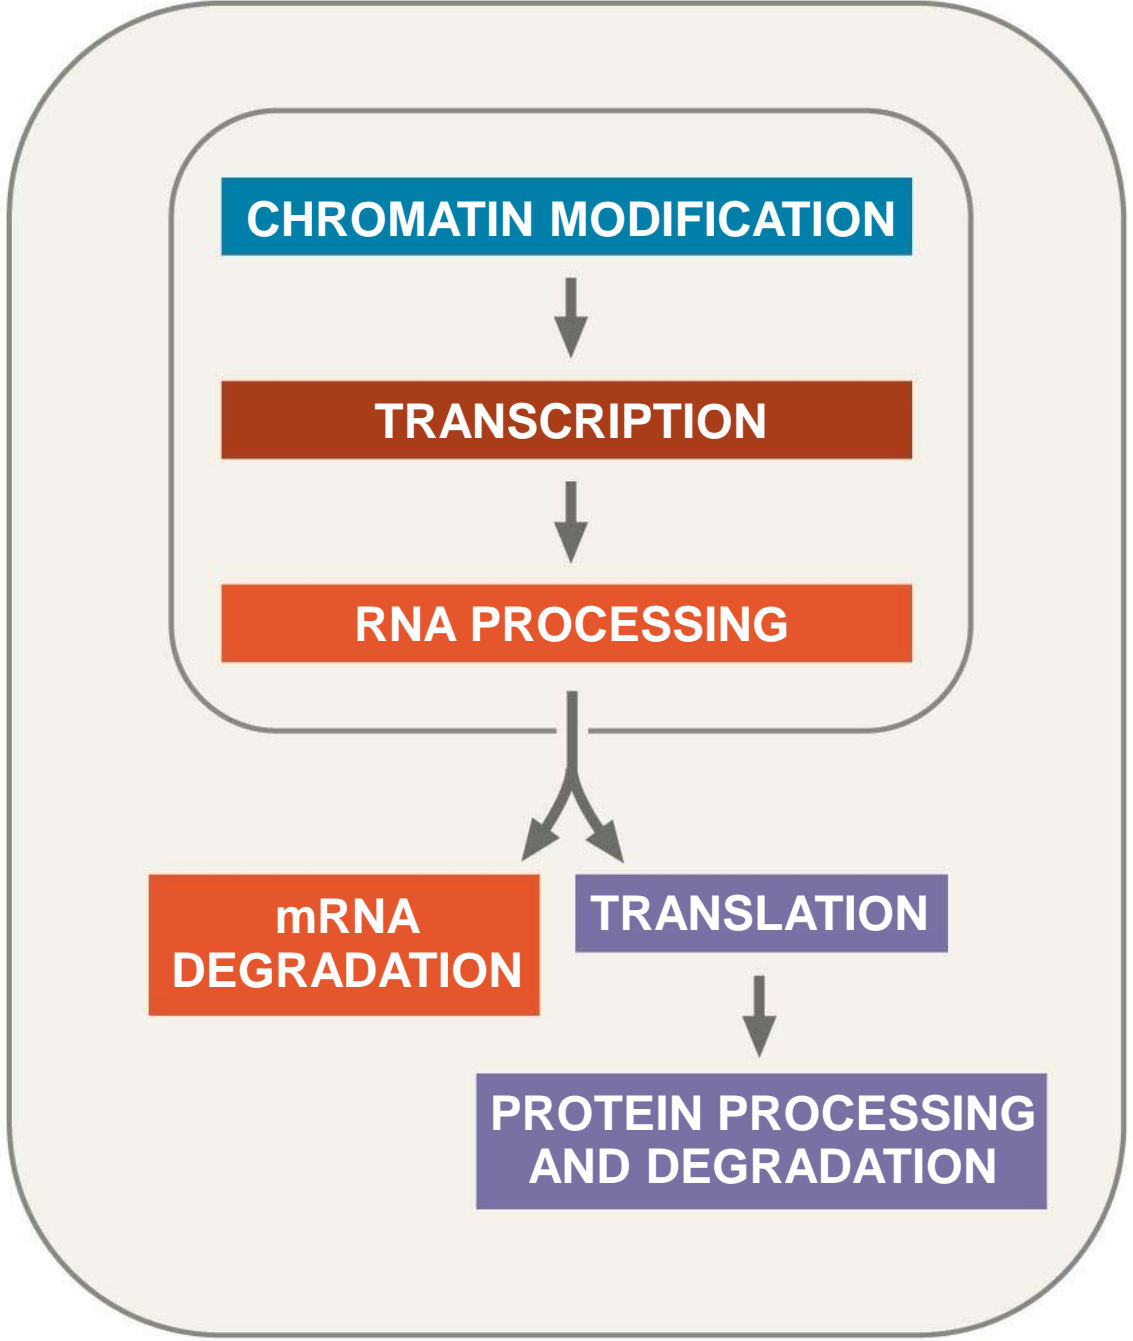 CHROMATIN MODIFICATION
TRANSCRIPTION
RNA PROCESSING
mRNA
DEGRADATION
TRANSLATION
PROTEIN PROCESSING
AND DEGRADATION